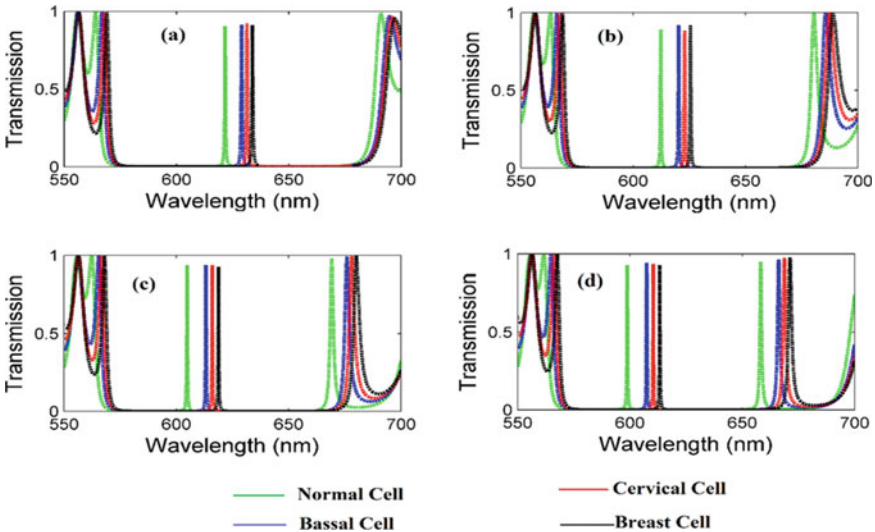 1
(a)
Transmission
0.5
0
550
600
650
700
Wavelength (nm)
1
(b)
Transmission
0.5
0
550
600
650
700
Wavelength (nm)
1
(c)
Transmission
0.5
0
550
600
650
700
Wavelength (nm)
1
(d)
Transmission
0.5
0
550
600
650
700
Wavelength (nm)
Normal Cell
Cervical Cell
Bassal Cell
Breast Cell